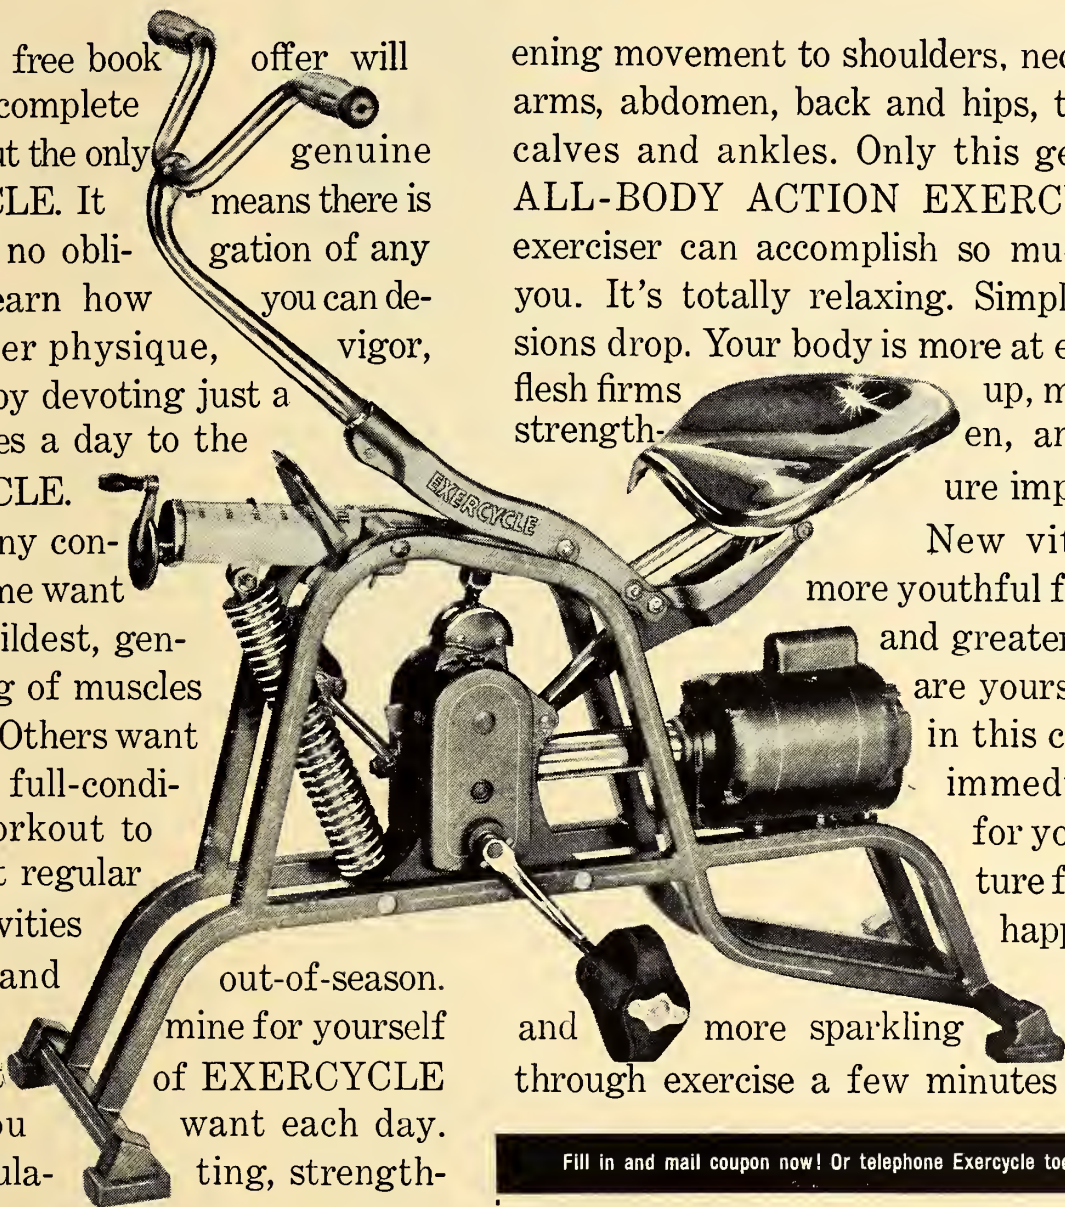 free book offer will
complete
ut the only genuine
CLE. It means there is
no obli- gation of any
earn how you can de-
er physique, vigor,
by devoting just a
es a day to the
CLE.
ny con-
me want
ildest, gen-
g of muscles
Others want
full-condi-
orkout to
t regular
vities
and out-of-season.
mine for yourself
of EXERCYCLE
ou want each day.
ula- ting, strength-
ening movement to shoulders, nec
arms, abdomen, back and hips, t
calves and ankles. Only this ge
ALL-BODY ACTION EXERC
exerciser can accomplish so mu
you. It's totally relaxing. Simpl
sions drop. Your body is more at e
flesh firms up, m
strength- en, an
ure imp
New vit
more youthful f
and greater
are yours
in this c
immed
for yo
ture f
happ
and more sparkling
through exercise a few minutes
EXERCYCLE
Fill in and mail coupon now! Or telephone Exercycle to